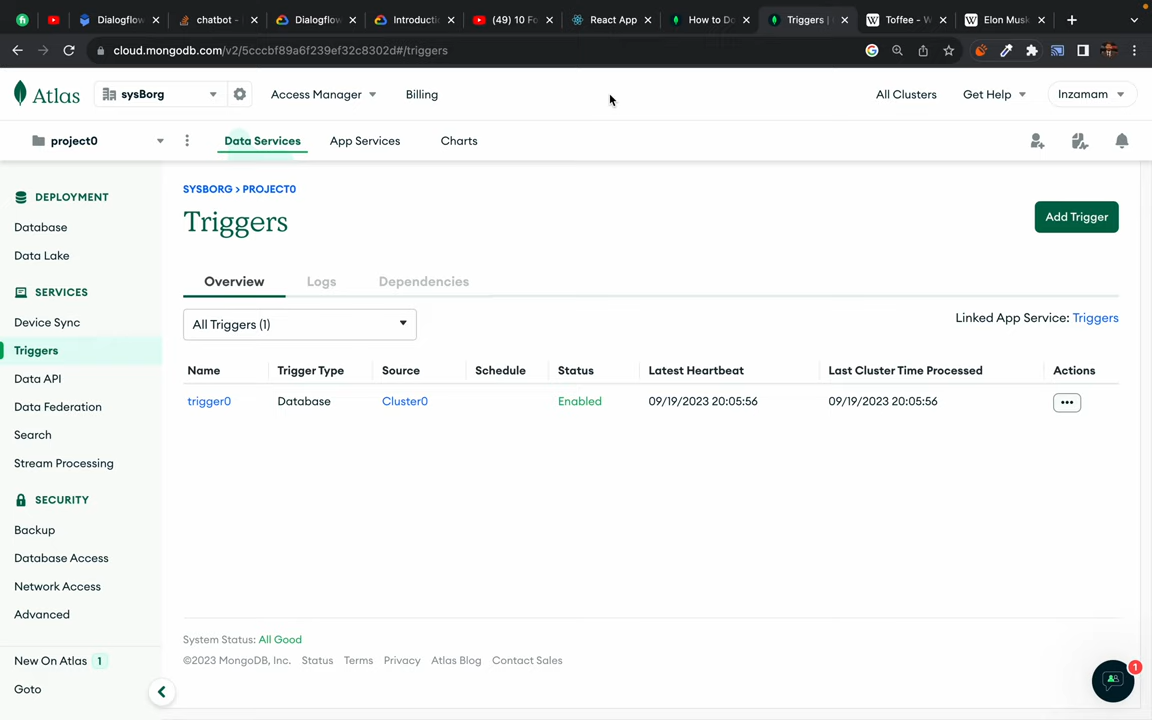 Dialogflow
chatbot -
Dialogflow
Introducti
(49) 10 Fo
React App
How to Do
Triggers |
Toffee - W
Elon Musk
cloud.mongodb.com/v2/5cccbf89a6f239ef32c8302d#/triggers
Atlas
sysBorg
Access Manager
Billing
All Clusters
Get Help
Inzamam
project0
Data Services
App Services
Charts
DEPLOYMENT
Database
Data Lake
SERVICES
Device Sync
Triggers
Data API
Data Federation
Search
Stream Processing
SECURITY
Backup
Database Access
Network Access
Advanced
New On Atlas 1
Goto
SYSBORG > PROJECT0
Triggers
Add Trigger
Overview
Logs
Dependencies
All Triggers (1)
Linked App Service: Triggers
Name Trigger Type Source Schedule Status Latest Heartbeat Last Cluster Time Processed Actions
trigger0 Database Cluster0 Enabled 09/19/2023 20:05:56 09/19/2023 20:05:56
System Status: All Good
©2023 MongoDB, Inc. Status Terms Privacy Atlas Blog Contact Sales
1